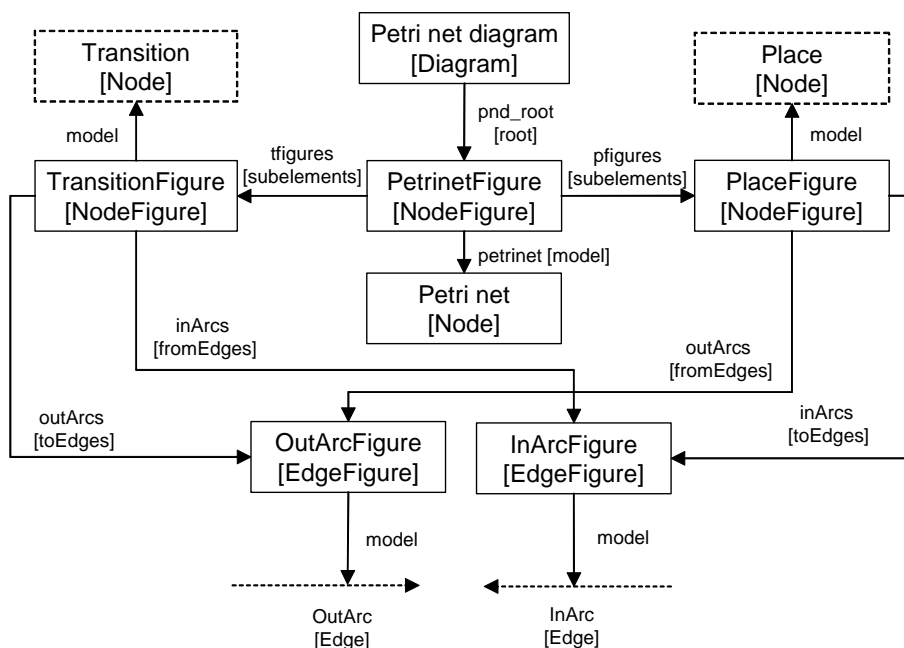 Transition
[Node]
Petri net diagram
[Diagram]
Place
[Node]
model
pnd_root
[root]
model
tfigures
[subelements]
pfigures
[subelements]
TransitionFigure
[NodeFigure]
PetrinetFigure
[NodeFigure]
PlaceFigure
[NodeFigure]
petrinet [model]
Petri net
[Node]
inArcs
[fromEdges]
outArcs
[fromEdges]
outArcs
[toEdges]
inArcs
[toEdges]
OutArcFigure
[EdgeFigure]
InArcFigure
[EdgeFigure]
model
model
OutArc
[Edge]
InArc
[Edge]